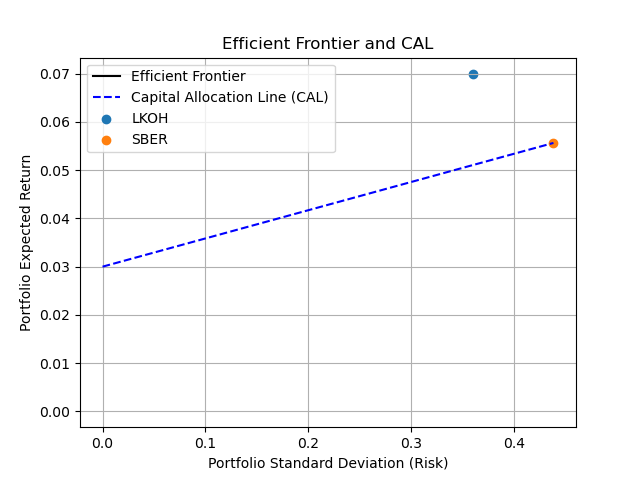 Efficient Frontier and CAL
Efficient Frontier
Capital Allocation Line (CAL)
LKOH
SBER
Portfolio Expected Return
0.07
0.06
0.05
0.04
0.03
0.02
0.01
0.00
0.0
0.1
0.2
0.3
0.4
Portfolio Standard Deviation (Risk)